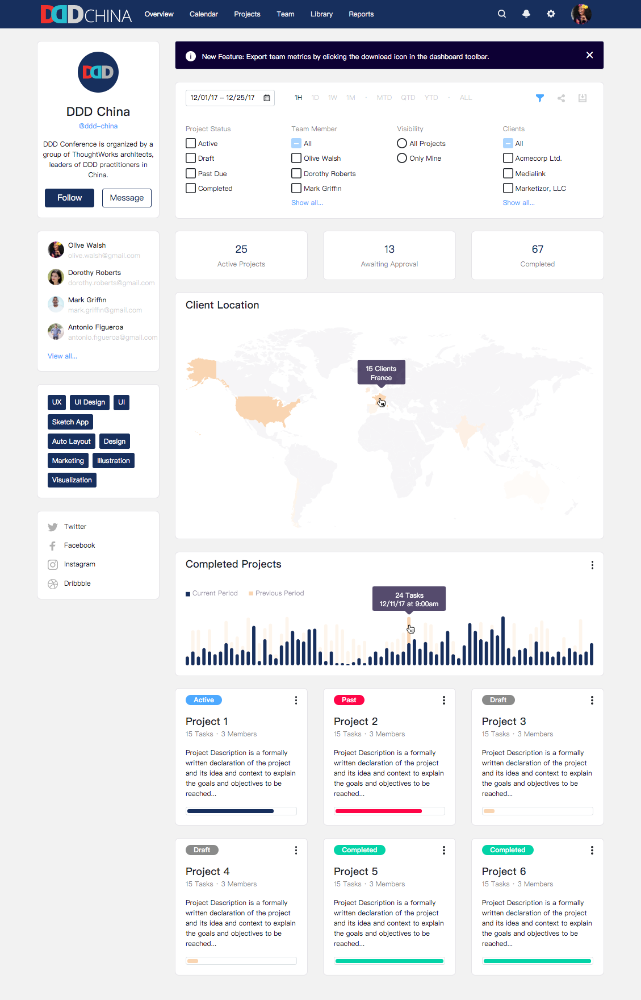 DDD CHINA Overview Calendar Projects Team Library Reports
DDD
DDD China
@ddd-china
DDD Conference is organized by a
group of ThoughtWorks architects,
leaders of DDD practitioners in
China.
Follow Message
Olive Walsh
olive.walsh@gmail.com
Dorothy Roberts
dorothy.roberts@gmail.com
Mark Griffin
mark.griffin@gmail.com
Antonio Figueroa
antonio.figueroa@gmail.com
View all...
UX UI Design UI
Sketch App
Auto Layout Design
Marketing Illustration
Visualization
Twitter
Facebook
Instagram
Dribbble
New Feature: Export team metrics by clicking the download icon in the dashboard toolbar.
12/01/17 – 12/25/17 1H 1D 1W 1M · MTD QTD YTD · ALL
Project Status
Active
Draft
Past Due
Completed
Team Member
All
Olive Walsh
Dorothy Roberts
Mark Griffin
Show all...
Visibility
All Projects
Only Mine
Clients
All
Acmecorp Ltd.
Medialink
Marketizor, LLC
Show all...
25
Active Projects
13
Awaiting Approval
67
Completed
Client Location
15 Clients
France
Completed Projects
Current Period Previous Period
24 Tasks
12/11/17 at 9:00am
Active
Project 1
15 Tasks · 3 Members
Project Description is a formally
written declaration of the project
and its idea and context to explain
the goals and objectives to be
reached...
Past
Project 2
15 Tasks · 3 Members
Project Description is a formally
written declaration of the project
and its idea and context to explain
the goals and objectives to be
reached...
Draft
Project 3
15 Tasks · 3 Members
Project Description is a formally
written declaration of the project
and its idea and context to explain
the goals and objectives to be
reached...
Draft
Project 4
15 Tasks · 3 Members
Project Description is a formally
written declaration of the project
and its idea and context to explain
the goals and objectives to be
reached...
Completed
Project 5
15 Tasks · 3 Members
Project Description is a formally
written declaration of the project
and its idea and context to explain
the goals and objectives to be
reached...
Completed
Project 6
15 Tasks · 3 Members
Project Description is a formally
written declaration of the project
and its idea and context to explain
the goals and objectives to be
reached...